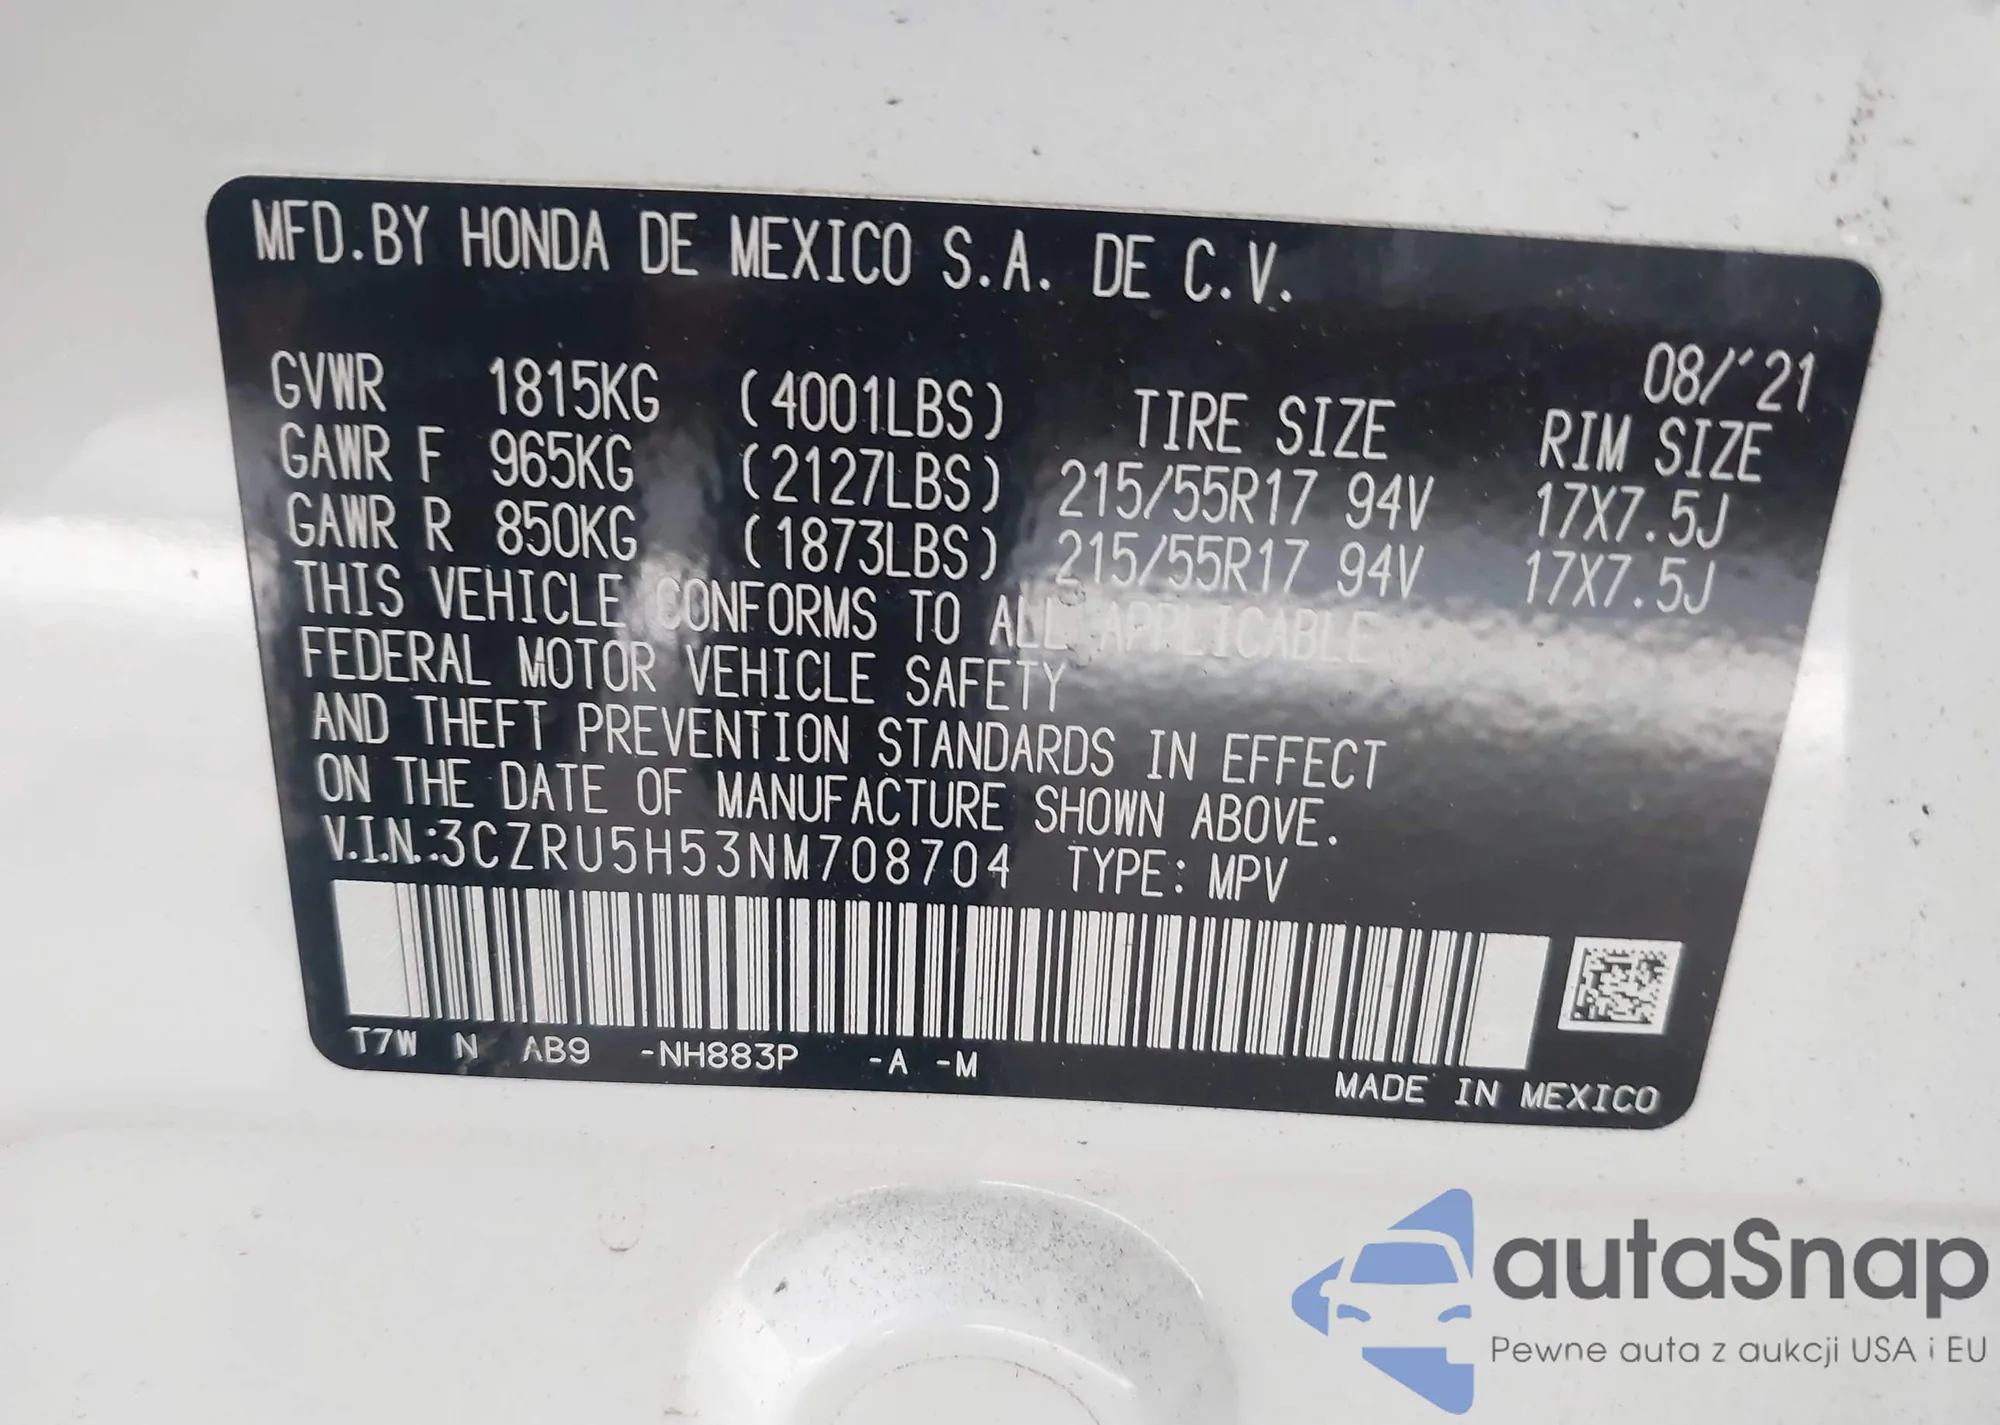 MFD.BY HONDA DE MEXICO S.A. DE C.V.
08/'21
GVWR 1815KG (4001LBS) TIRE SIZE RIM SIZE
GAWR F 965KG (2127LBS) 215/55R17 94V 17X7.5J
GAWR R 850KG (1873LBS) 215/55R17 94V 17X7.5J
THIS VEHICLE CONFORMS TO ALL APPLICABLE
FEDERAL MOTOR VEHICLE SAFETY
AND THEFT PREVENTION STANDARDS IN EFFECT
ON THE DATE OF MANUFACTURE SHOWN ABOVE.
V.I.N.:3CZRU5H53NM708704 TYPE: MPV
T7W N AB9 -NH883P -A -M
MADE IN MEXICO
autaSnap
Pewne auta z aukcji USA i EU